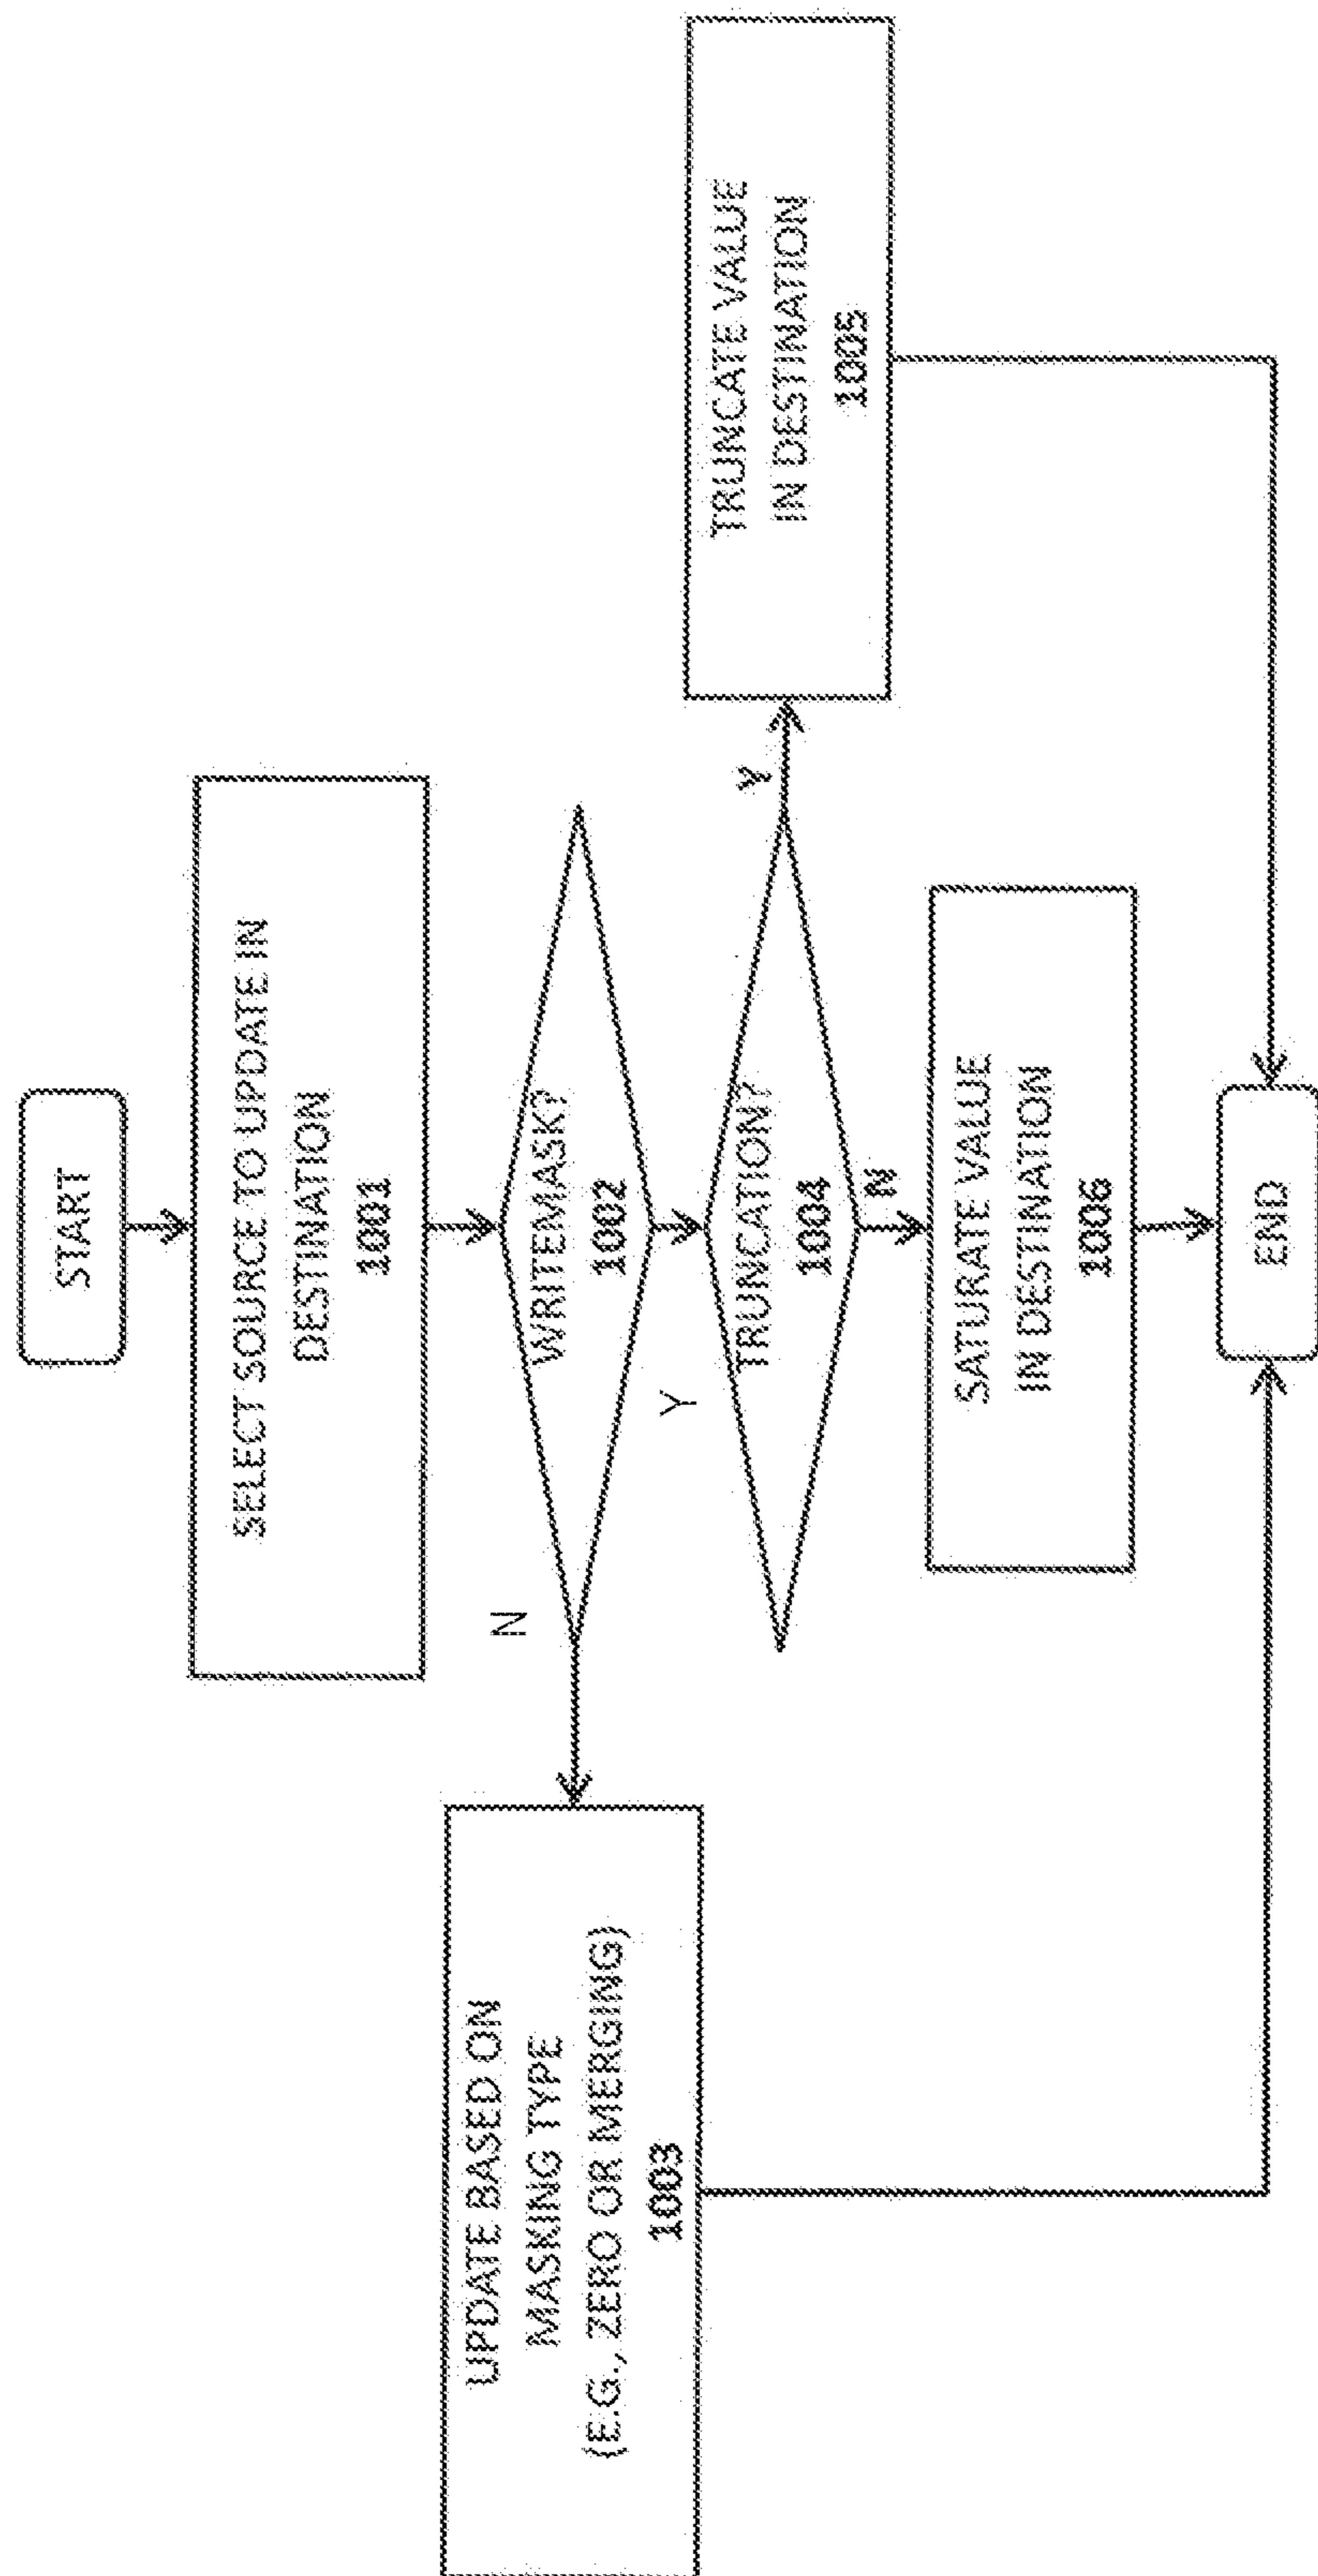 START
SELECT SOURCE TO UPDATE IN
DESTINATION
1001
WRITEMASK?
1002
N
UPDATE BASED ON
MASKING TYPE
(E.G., ZERO OR MERGING)
1003
Y
TRUNCATION?
1004
Y
TRUNCATE VALUE
IN DESTINATION
1005
N
SATURATE VALUE
IN DESTINATION
1006
END